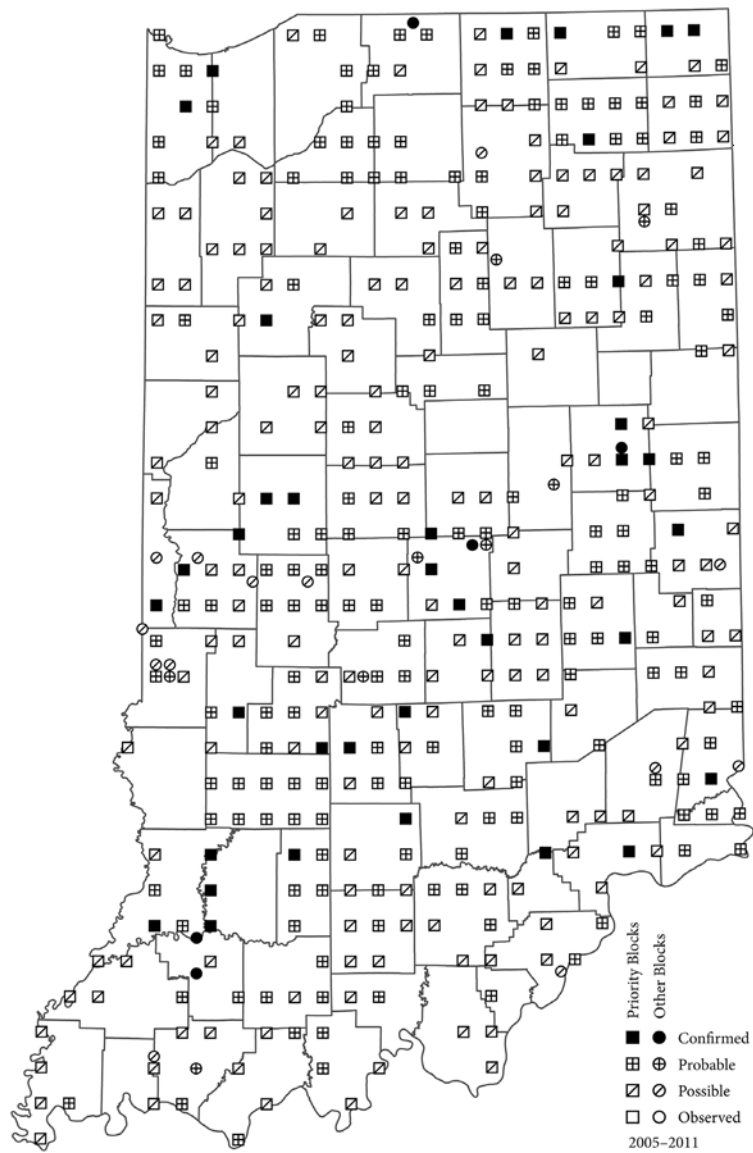 Priority Blocks
Other Blocks
Confirmed
Probable
Possible
Observed
2005–2011